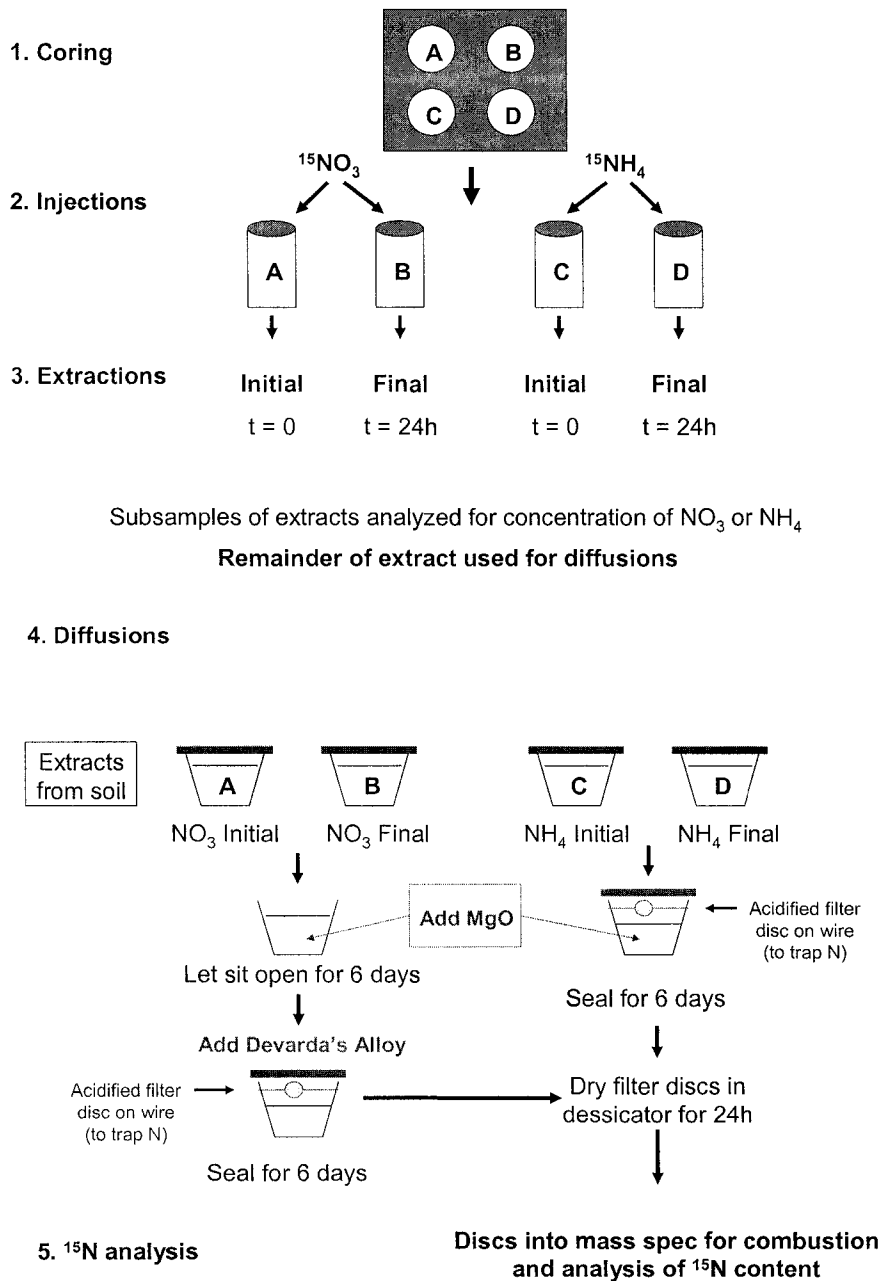 1. Coring
A
B
C
D
¹⁵NO₃
¹⁵NH₄
2. Injections
A
B
C
D
3. Extractions
Initial
Final
Initial
Final
t = 0
t = 24h
t = 0
t = 24h
Subsamples of extracts analyzed for concentration of NO₃ or NH₄
Remainder of extract used for diffusions
4. Diffusions
Extracts
from soil
A
B
C
D
NO₃ Initial
NO₃ Final
NH₄ Initial
NH₄ Final
Add MgO
Acidified filter
disc on wire
(to trap N)
Let sit open for 6 days
Seal for 6 days
Add Devarda's Alloy
Acidified filter
disc on wire
(to trap N)
Dry filter discs in
dessicator for 24h
Seal for 6 days
5. ¹⁵N analysis
Discs into mass spec for combustion
and analysis of ¹⁵N content